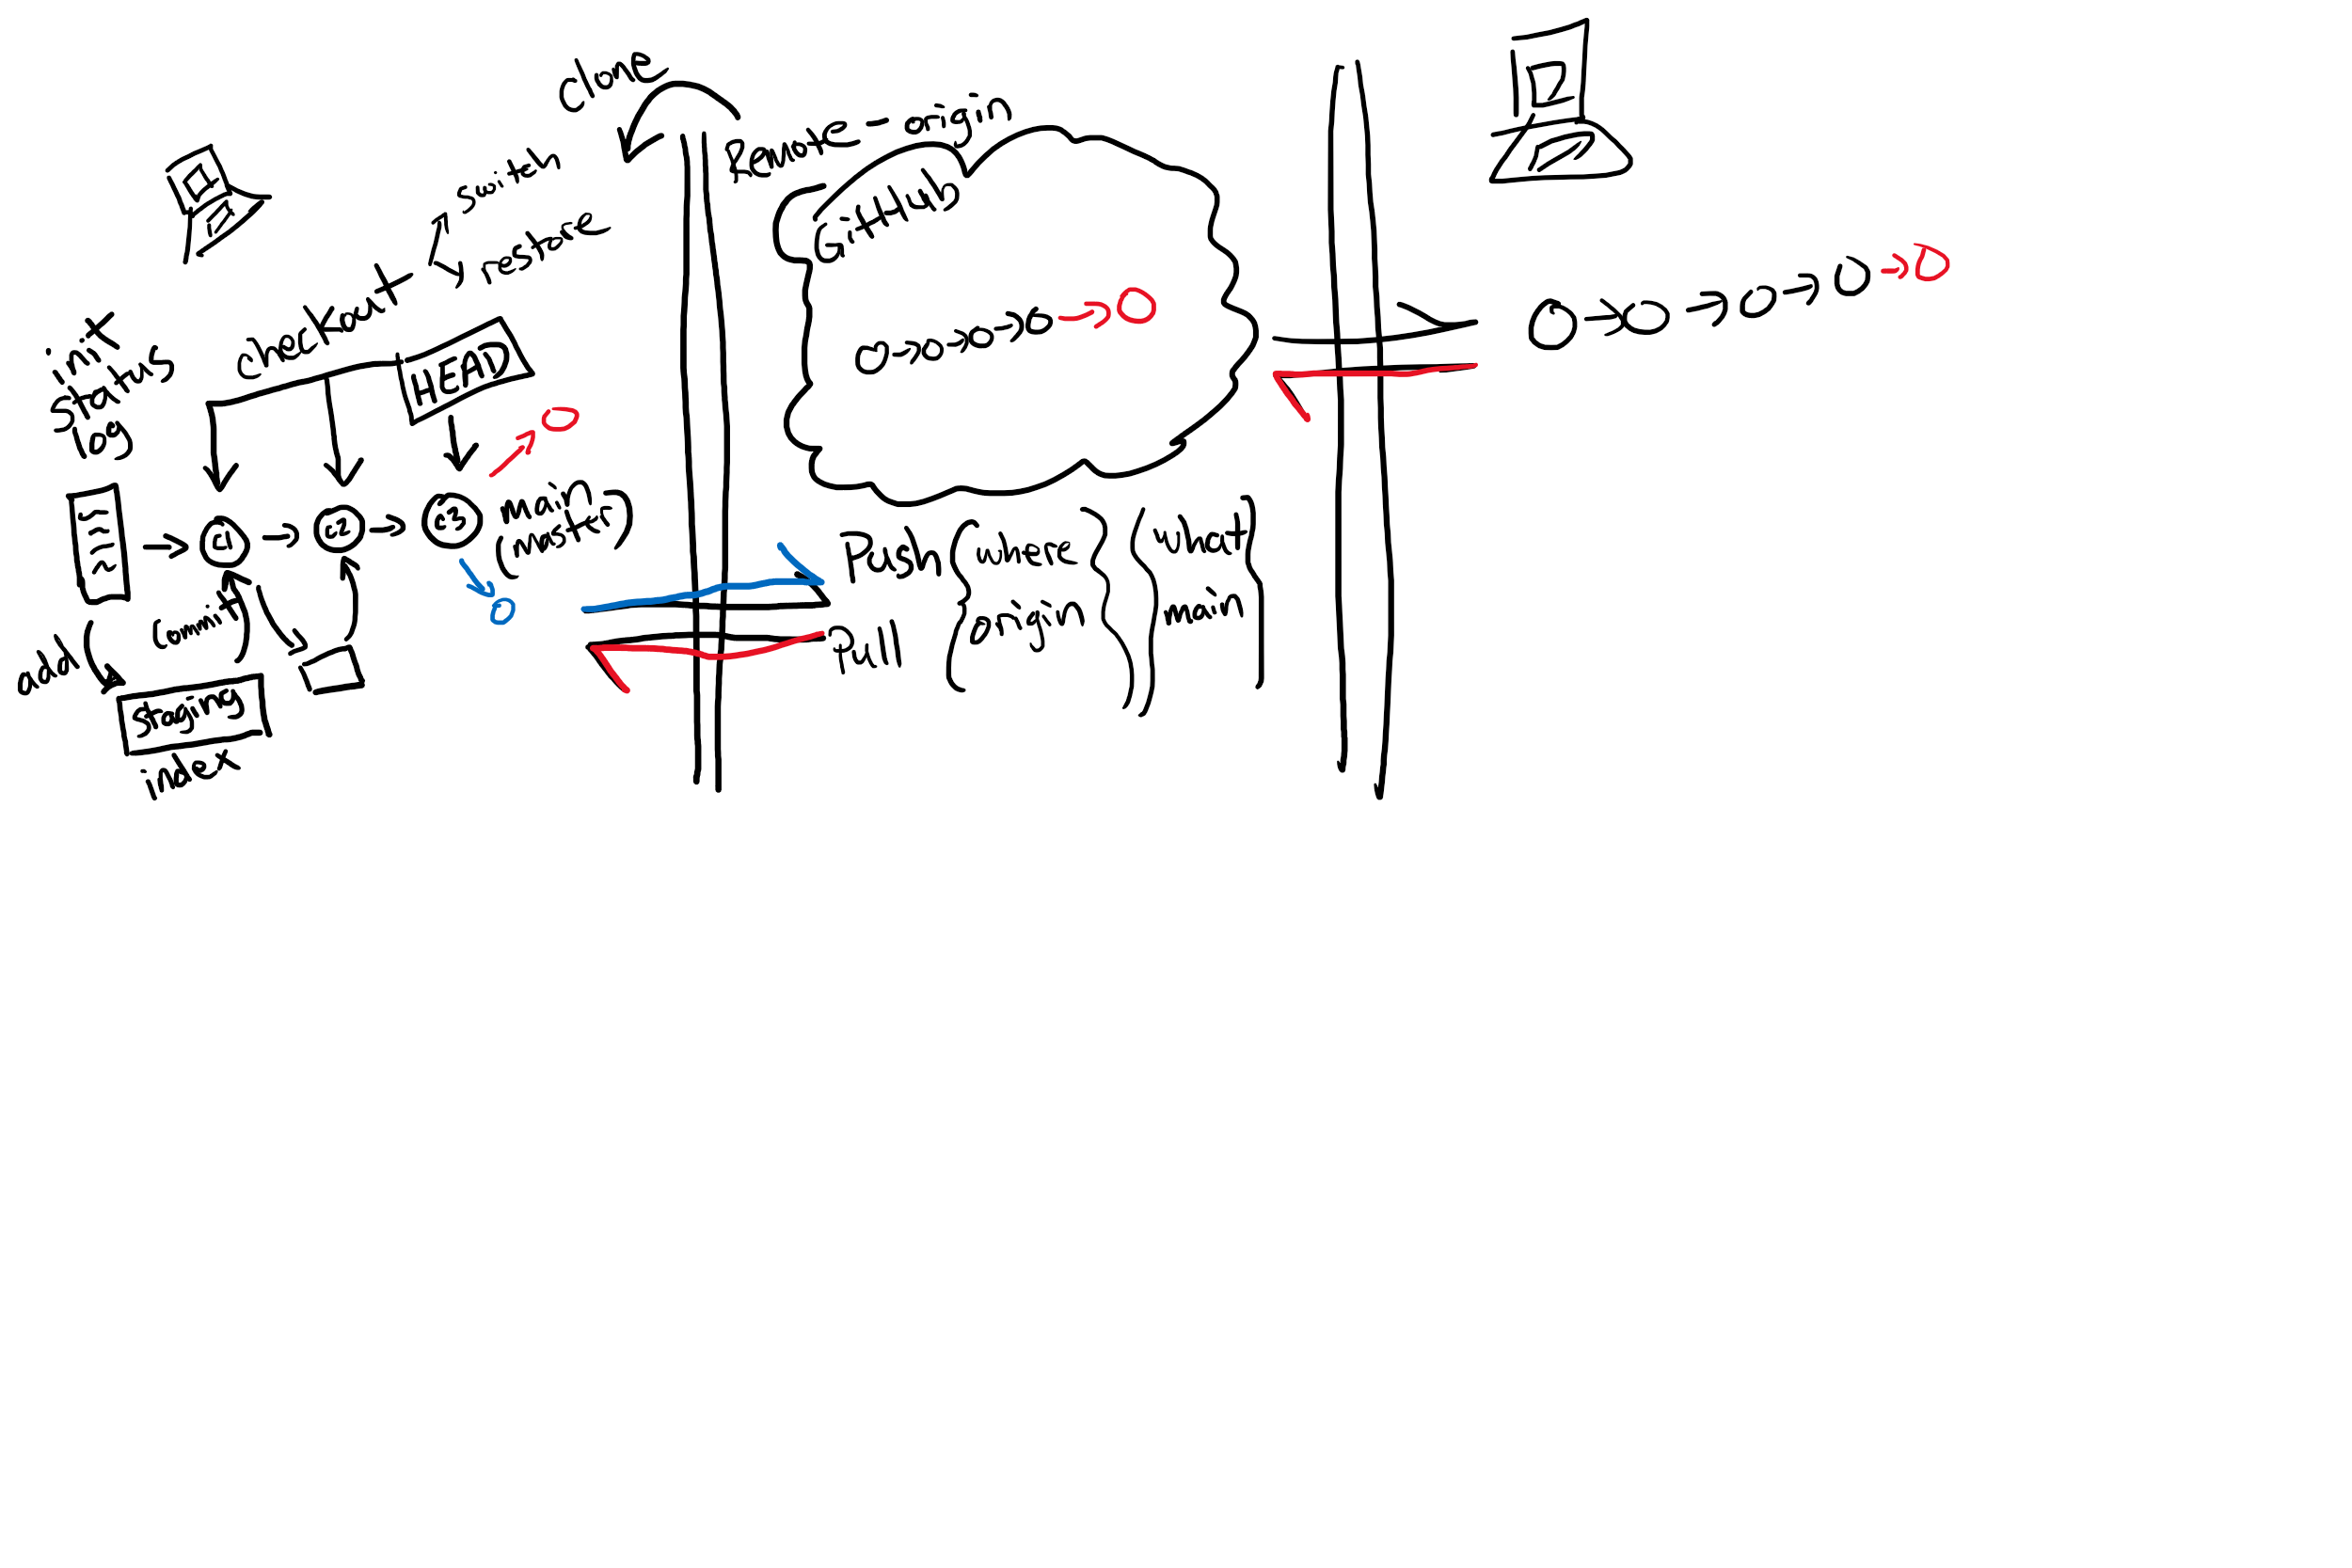 clone
Remote - origin
GitHub
checkout
switch
restore
init
status
log
HEAD
C1
C2
C3
main
(master)
add
commit
staging
index
Push
Pull
(where
origin)
(what
main)